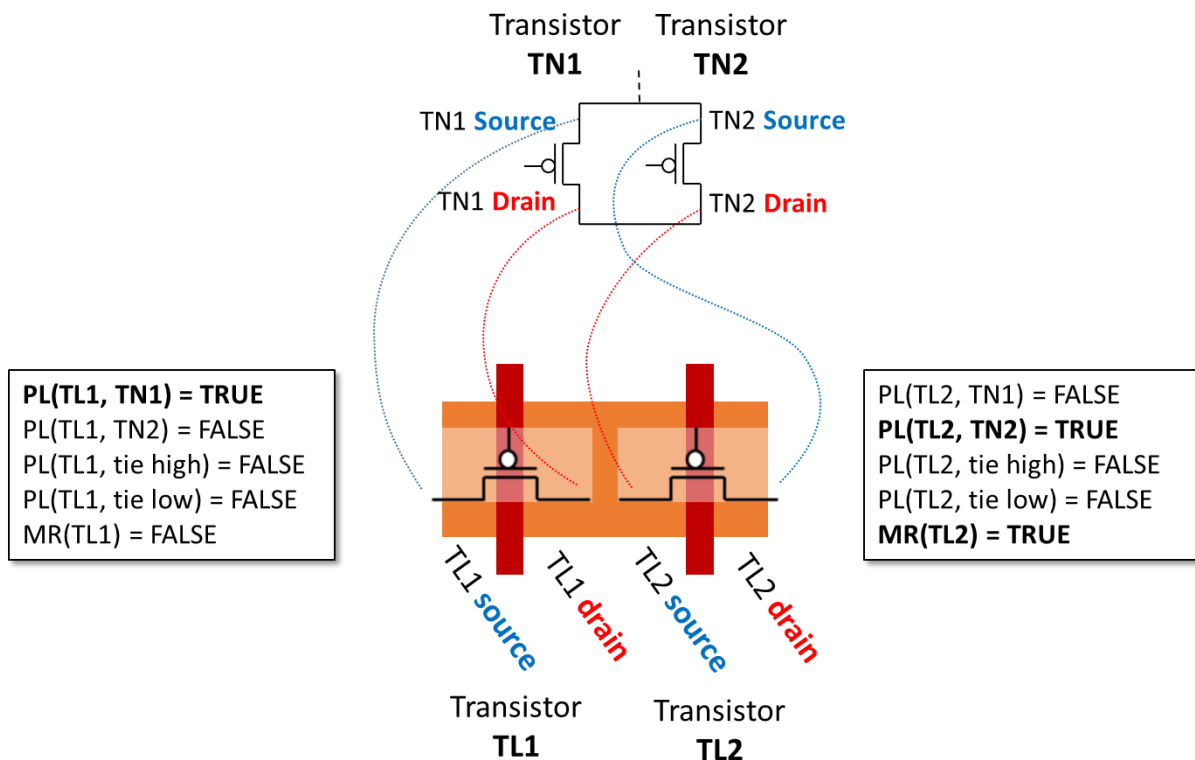 Transistor
TN1
Transistor
TN2
TN1 Source
TN2 Source
TN1 Drain
TN2 Drain
PL(TL1, TN1) = TRUE
PL(TL1, TN2) = FALSE
PL(TL1, tie high) = FALSE
PL(TL1, tie low) = FALSE
MR(TL1) = FALSE
PL(TL2, TN1) = FALSE
PL(TL2, TN2) = TRUE
PL(TL2, tie high) = FALSE
PL(TL2, tie low) = FALSE
MR(TL2) = TRUE
TL1 source
TL1 drain
TL2 source
TL2 drain
Transistor
TL1
Transistor
TL2